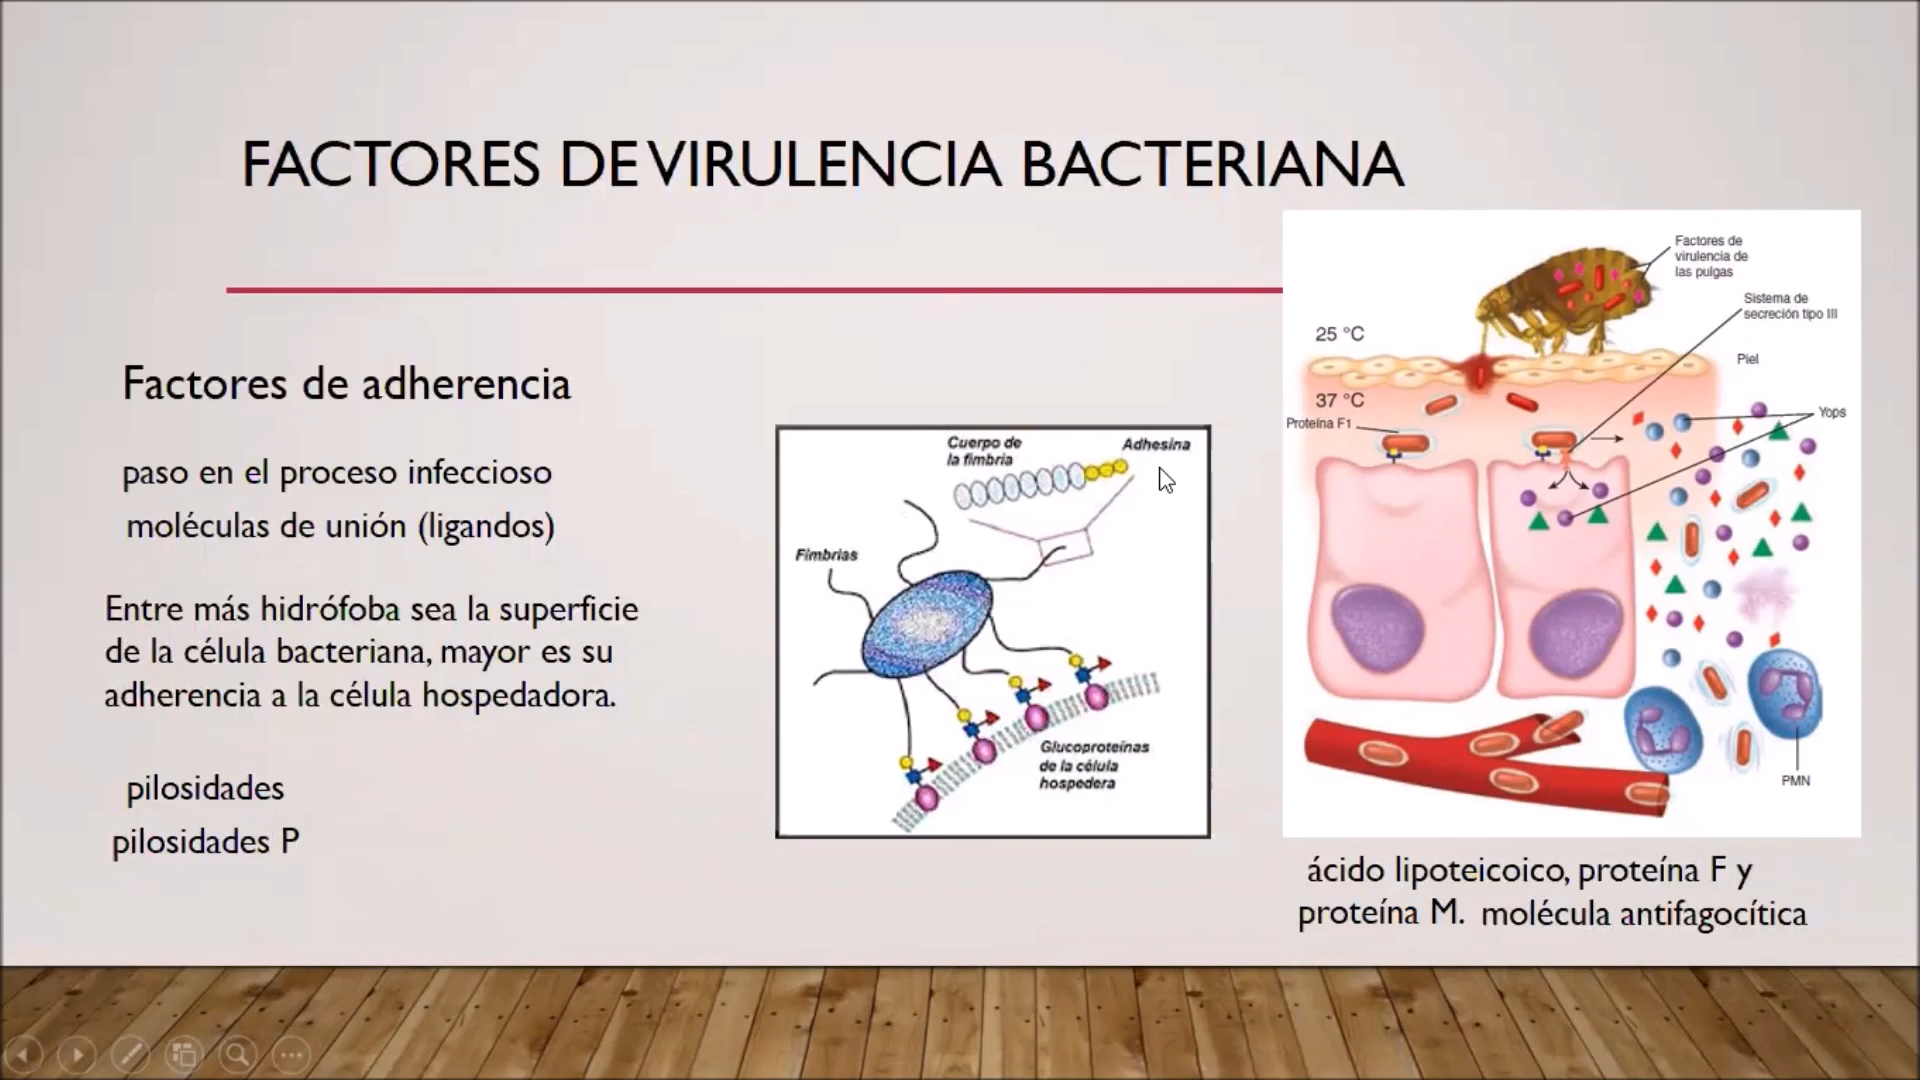 FACTORES DE VIRULENCIA BACTERIANA
Factores de adherencia
paso en el proceso infeccioso
moléculas de unión (ligandos)
Entre más hidrófoba sea la superficie
de la célula bacteriana, mayor es su
adherencia a la célula hospedadora.
pilosidades
pilosidades P
Cuerpo de
la fimbria
Adhesina
Fimbrias
Glucoproteínas
de la célula
hospedera
Factores de
virulencia de
las pulgas
Sistema de
secreción tipo III
25 °C
Piel
37 °C
Proteína F1
Yops
PMN
ácido lipoteicoico, proteína F y
proteína M. molécula antifagocítica